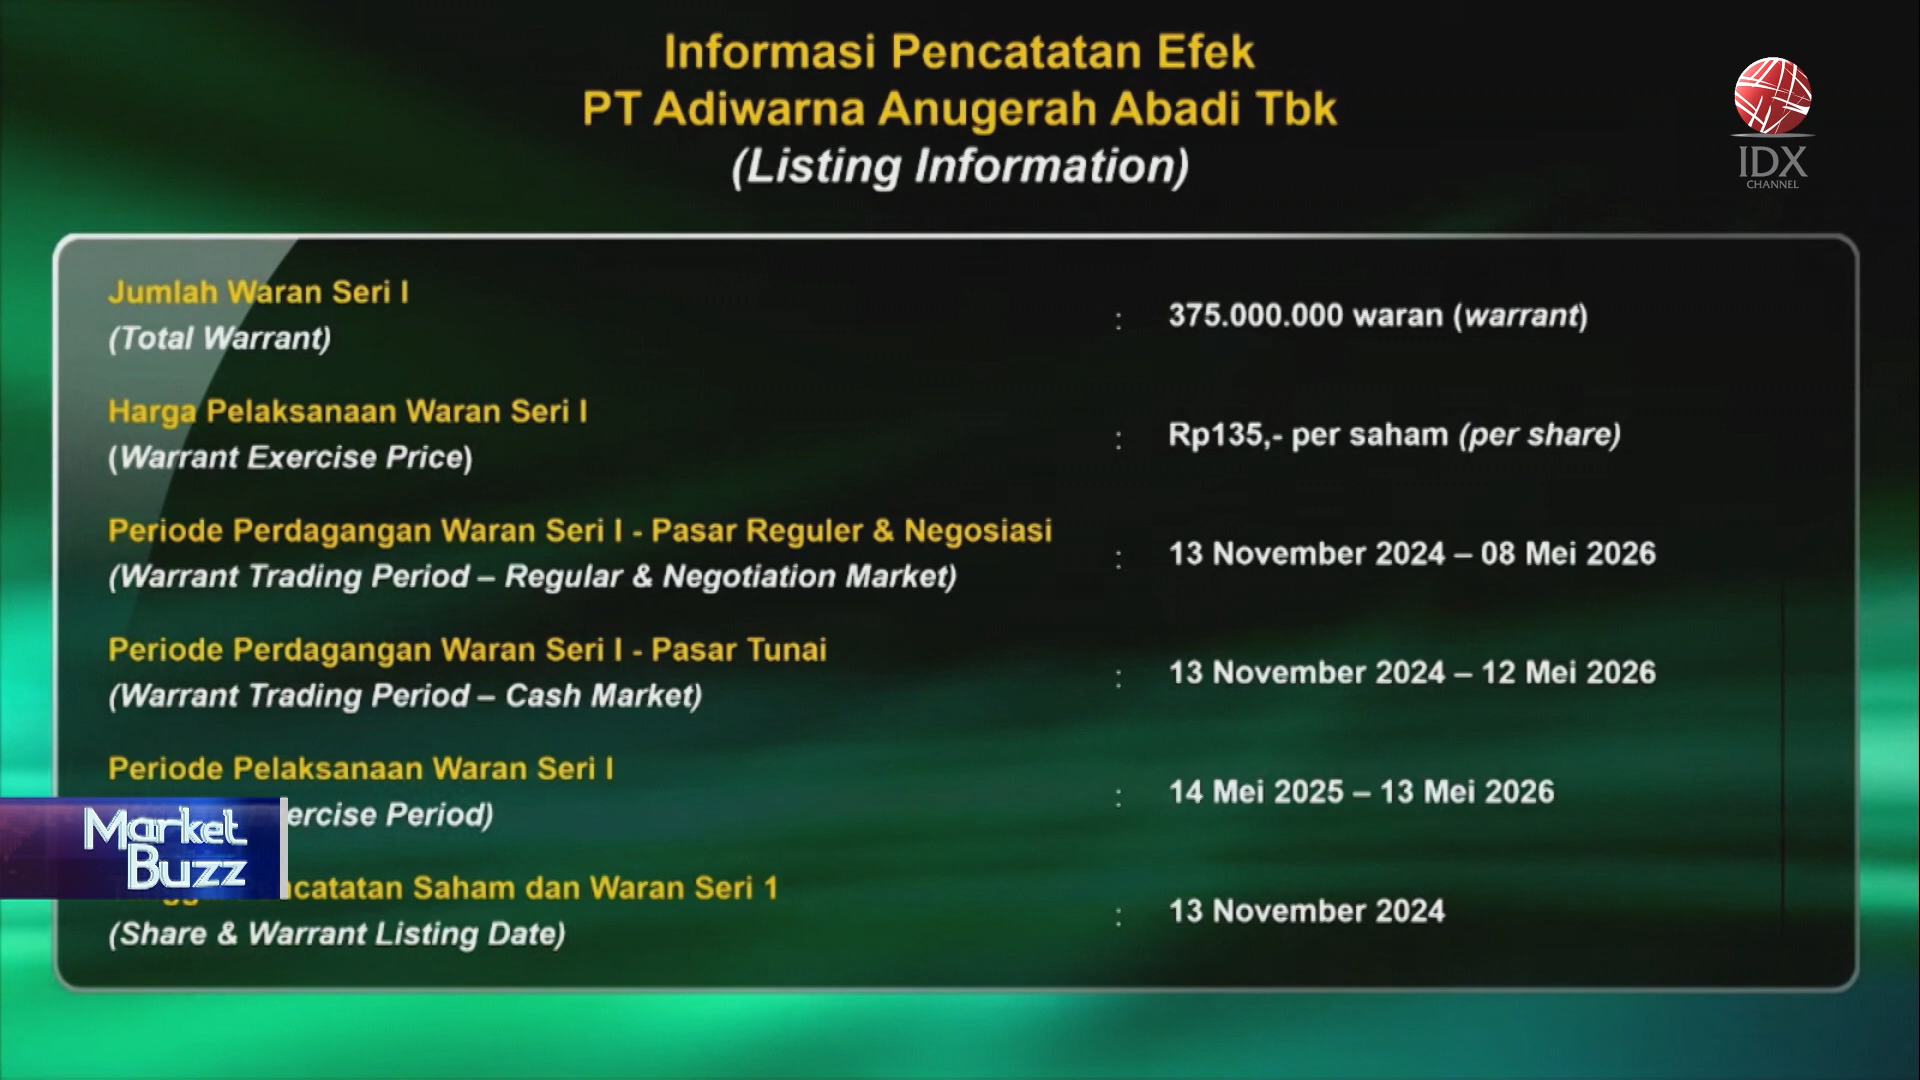 Informasi Pencatatan Efek
PT Adiwarna Anugerah Abadi Tbk
(Listing Information)
IDX
CHANNEL
Jumlah Waran Seri I
(Total Warrant)
: 375.000.000 waran (warrant)
Harga Pelaksanaan Waran Seri I
(Warrant Exercise Price)
: Rp135,- per saham (per share)
Periode Perdagangan Waran Seri I - Pasar Reguler & Negosiasi
(Warrant Trading Period – Regular & Negotiation Market)
: 13 November 2024 – 08 Mei 2026
Periode Perdagangan Waran Seri I - Pasar Tunai
(Warrant Trading Period – Cash Market)
: 13 November 2024 – 12 Mei 2026
Periode Pelaksanaan Waran Seri I
Period)
: 14 Mei 2025 – 13 Mei 2026
Saham dan Waran Seri 1
(Share & Warrant Listing Date)
: 13 November 2024
Market
Buzz